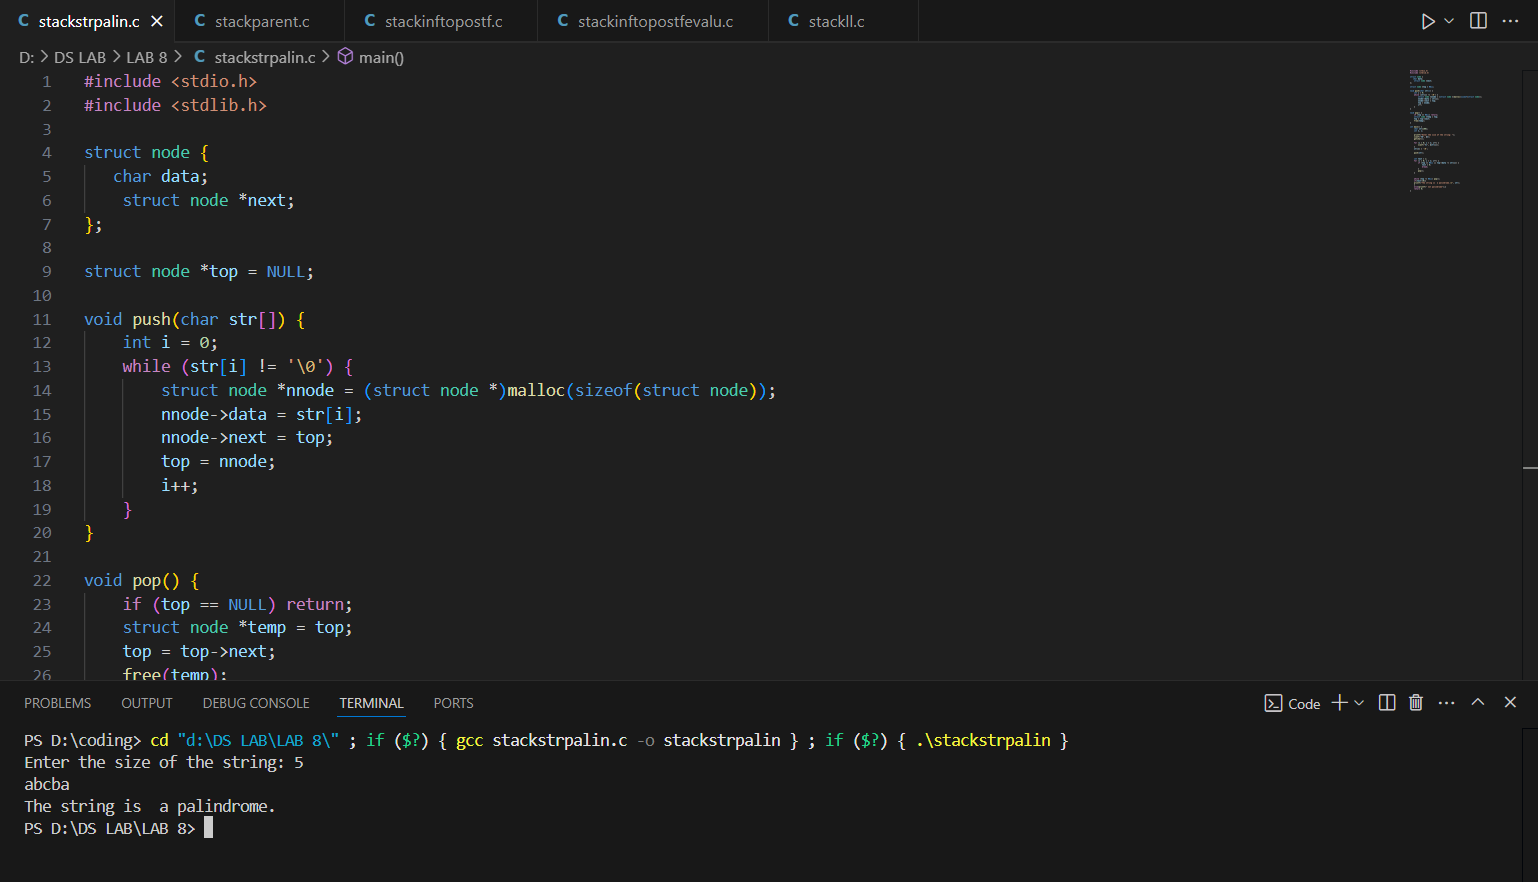 C stackstrpalin.c × C stackparent.c C stackinftopostf.c C stackinftopostfevalu.c C stackll.c
D: > DS LAB > LAB 8 > C stackstrpalin.c > main()
1 #include <stdio.h>
2 #include <stdlib.h>
3
4 struct node {
5 char data;
6 struct node *next;
7 };
8
9 struct node *top = NULL;
10
11 void push(char str[]) {
12 int i = 0;
13 while (str[i] != '\0') {
14 struct node *nnode = (struct node *)malloc(sizeof(struct node));
15 nnode->data = str[i];
16 nnode->next = top;
17 top = nnode;
18 i++;
19 }
20 }
21
22 void pop() {
23 if (top == NULL) return;
24 struct node *temp = top;
25 top = top->next;
26 free(temp);
PROBLEMS OUTPUT DEBUG CONSOLE TERMINAL PORTS Code
PS D:\coding> cd "d:\DS LAB\LAB 8\" ; if ($?) { gcc stackstrpalin.c -o stackstrpalin } ; if ($?) { .\stackstrpalin }
Enter the size of the string: 5
abcba
The string is  a palindrome.
PS D:\DS LAB\LAB 8>